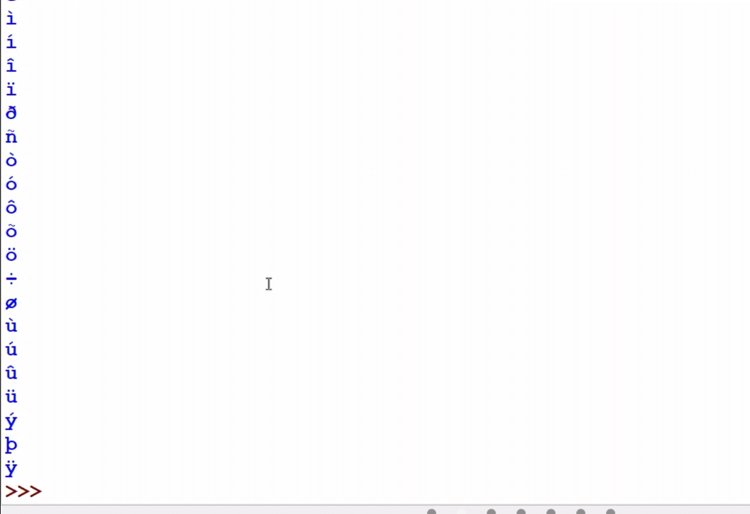 ì
í
î
ï
ð
ñ
ò
ó
ô
õ
ö
÷
ø
ù
ú
û
ü
ý
þ
ÿ
>>>